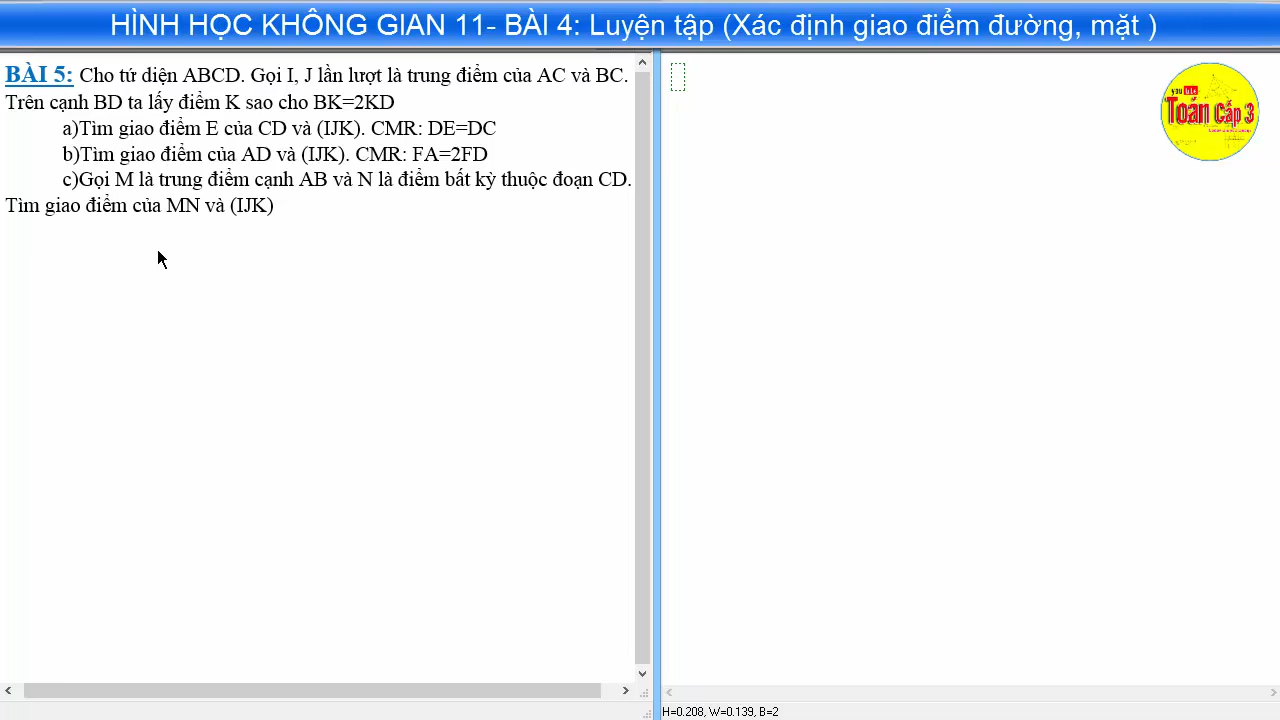 HÌNH HỌC KHÔNG GIAN 11- BÀI 4: Luyện tập (Xác định giao điểm đường, mặt )
BÀI 5: Cho tứ diện ABCD. Gọi I, J lần lượt là trung điểm của AC và BC.
Trên cạnh BD ta lấy điểm K sao cho BK=2KD
a)Tìm giao điểm E của CD và (IJK). CMR: DE=DC
b)Tìm giao điểm của AD và (IJK). CMR: FA=2FD
c)Gọi M là trung điểm cạnh AB và N là điểm bất kỳ thuộc đoạn CD.
Tìm giao điểm của MN và (IJK)
Toán Cấp 3
H=0.208, W=0.139, B=2